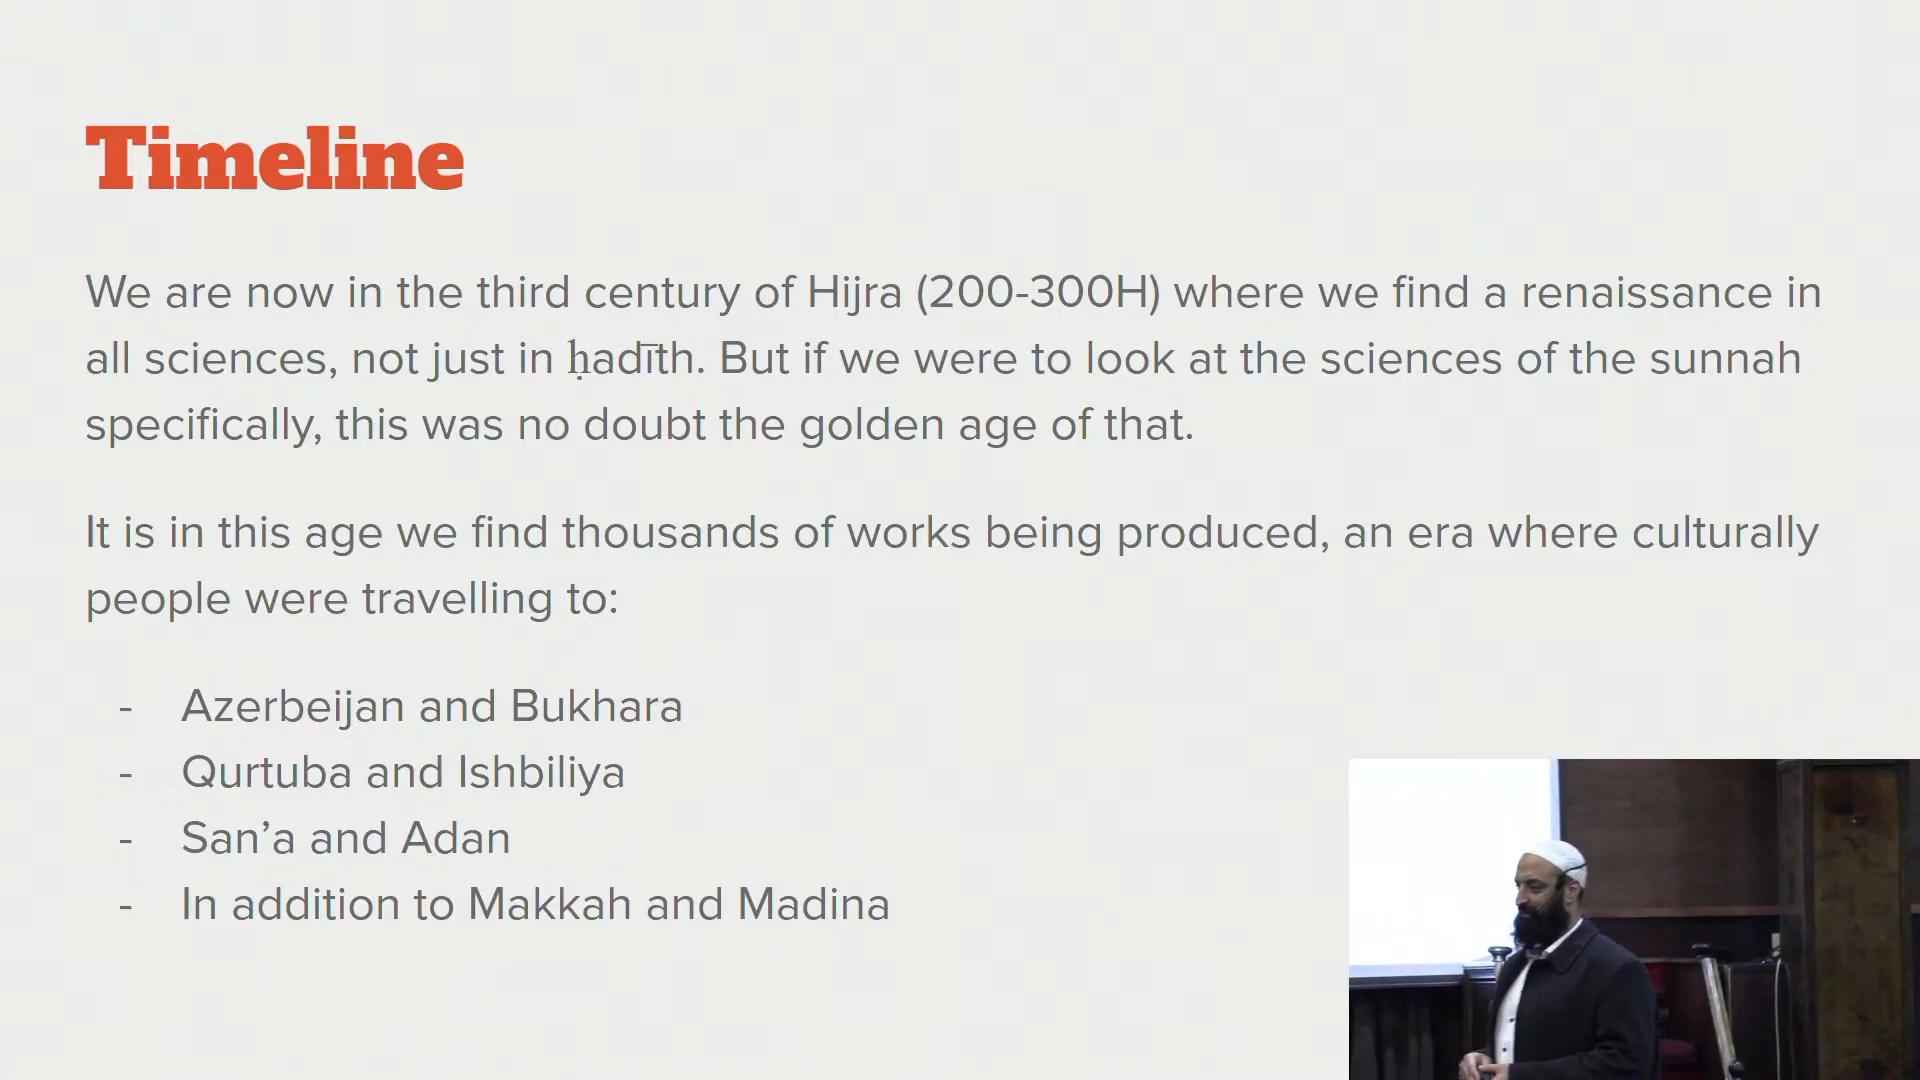 Timeline
We are now in the third century of Hijra (200-300H) where we find a renaissance in
all sciences, not just in ḥadīth. But if we were to look at the sciences of the sunnah
specifically, this was no doubt the golden age of that.
It is in this age we find thousands of works being produced, an era where culturally
people were travelling to:
- Azerbeijan and Bukhara
- Qurtuba and Ishbiliya
- San’a and Adan
- In addition to Makkah and Madina